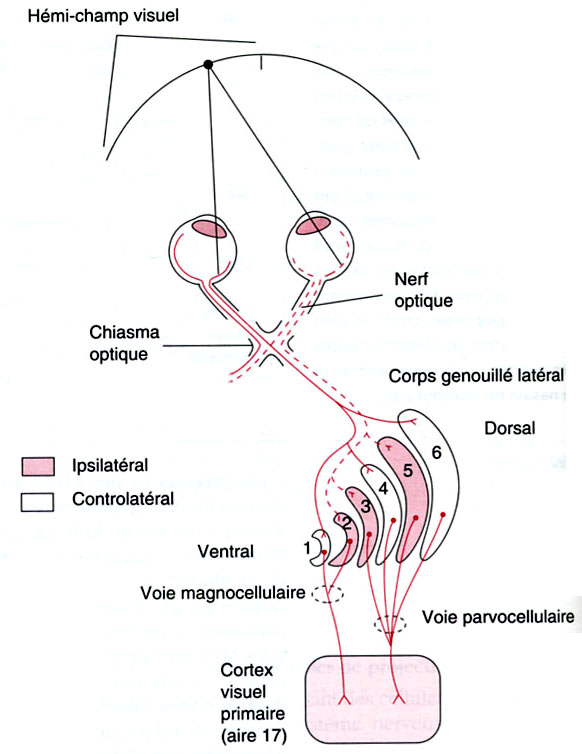 Hémi-champ visuel
Nerf
optique
Chiasma
optique
Corps genouillé latéral
Dorsal
6
5
4
3
2
1
Ipsilatéral
Controlatéral
Ventral
Voie magnocellulaire
Voie parvocellulaire
Cortex
visuel
primaire
(aire 17)